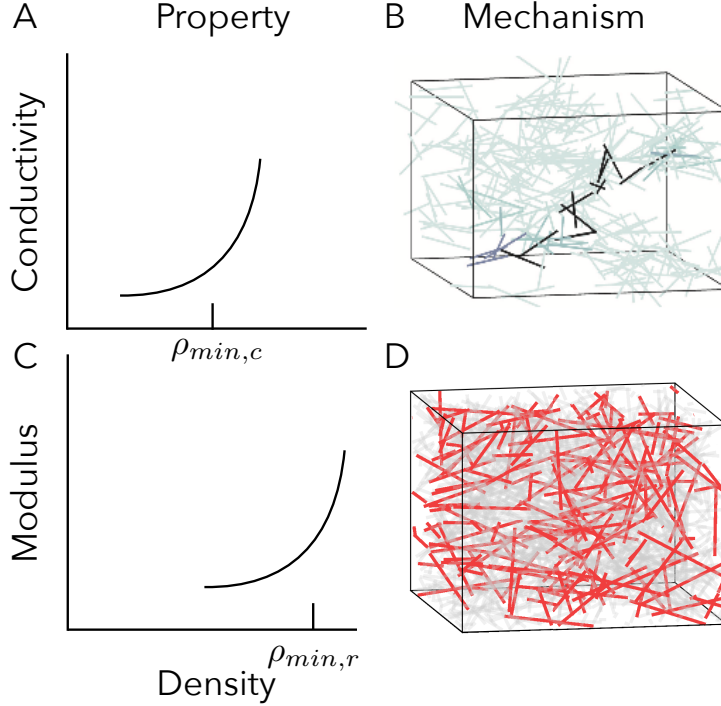 A Property
B Mechanism
Conductivity
ρmin,c
C
D
Modulus
ρmin,r
Density